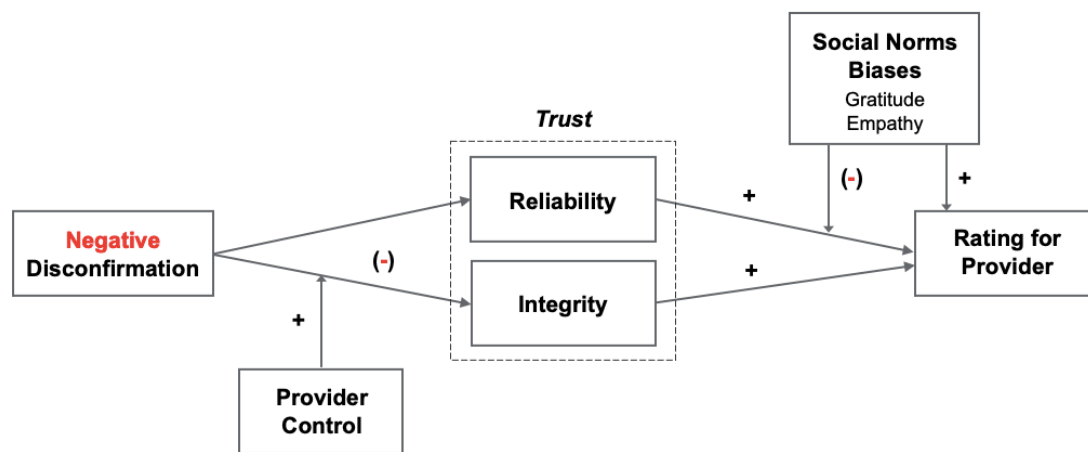 Social Norms
Biases
Gratitude
Empathy
Trust
(-)
+
+
Reliability
Negative
Disconfirmation
Rating for
Provider
(-)
+
Integrity
+
Provider
Control